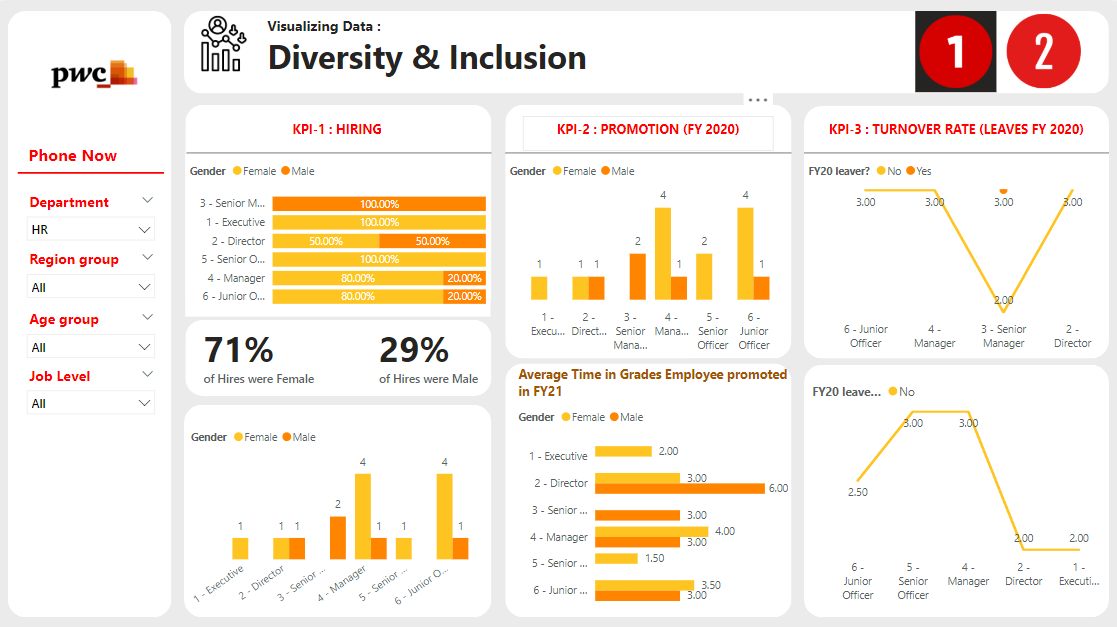 pwc
Phone Now
Department
HR
Region group
All
Age group
All
Job Level
All
Visualizing Data :
Diversity & Inclusion
1
2
KPI-1 : HIRING
Gender Female Male
3 - Senior M... 100.00%
1 - Executive 100.00%
2 - Director 50.00% 50.00%
5 - Senior O... 100.00%
4 - Manager 80.00% 20.00%
6 - Junior O... 80.00% 20.00%
71% 29%
of Hires were Female of Hires were Male
Gender Female Male
4 4
2
1 1 1 1 1 1
1 - Executive 2 - Director 3 - Senior ... 4 - Manager 5 - Senior ... 6 - Junior O...
...
KPI-2 : PROMOTION (FY 2020)
Gender Female Male
4 4
2 2
1 1 1 1 1
1 - 2 - 3 - 4 - 5 - 6 -
Execu... Direct... Senior Mana... Senior Junior
Mana... Officer Officer
Average Time in Grades Employee promoted
in FY21
Gender Female Male
1 - Executive 2.00
2 - Director 3.00
6.00
3 - Senior ... 3.00
4 - Manager 4.00
3.00
5 - Senior ... 1.50
6 - Junior ... 3.50
3.00
KPI-3 : TURNOVER RATE (LEAVES FY 2020)
FY20 leaver? No Yes
3.00 3.00 3.00 3.00
2.00
6 - Junior 4 - 3 - Senior 2 -
Officer Manager Manager Director
FY20 leave... No
3.00 3.00
2.50
2.00 2.00
6 - 5 - 4 - 2 - 1 -
Junior Senior Manager Director Executi...
Officer Officer